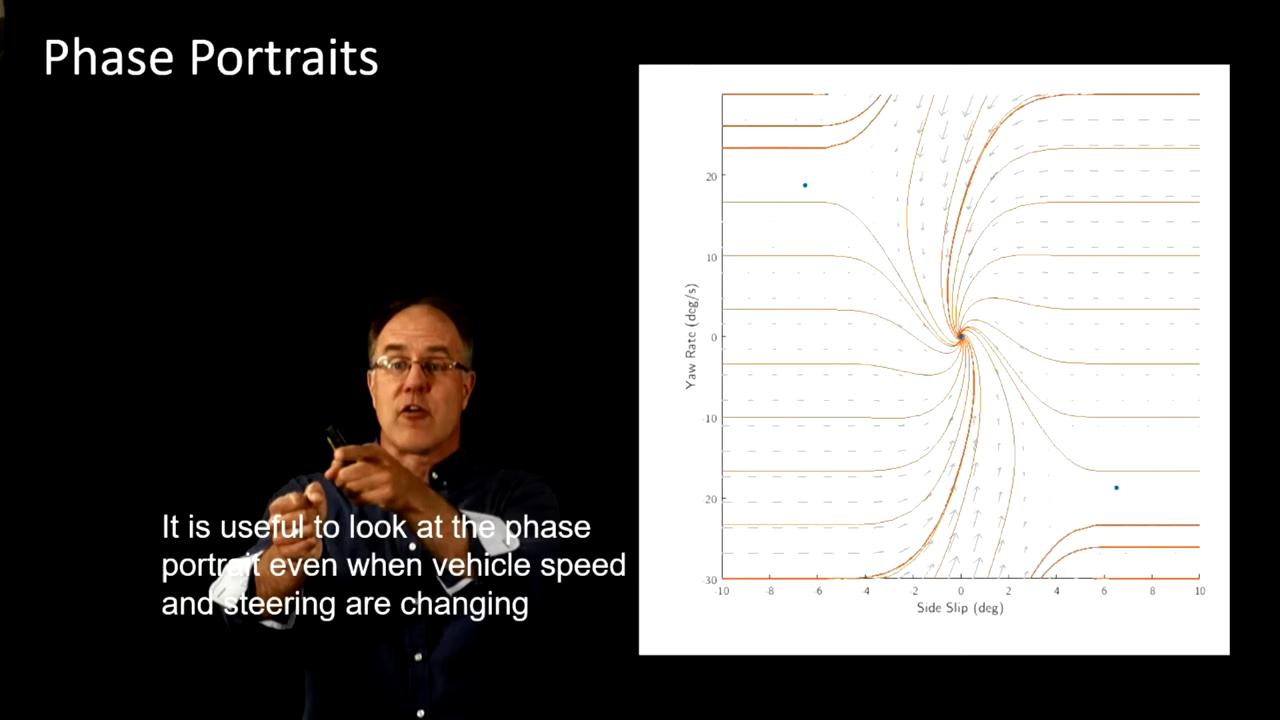 Phase Portraits
20
10
0
-10
20
-30
-10
-8
-6
-4
-2
0
2
4
6
8
10
Yaw Rate (deg/s)
Side Slip (deg)
It is useful to look at the phase
portrait even when vehicle speed
and steering are changing